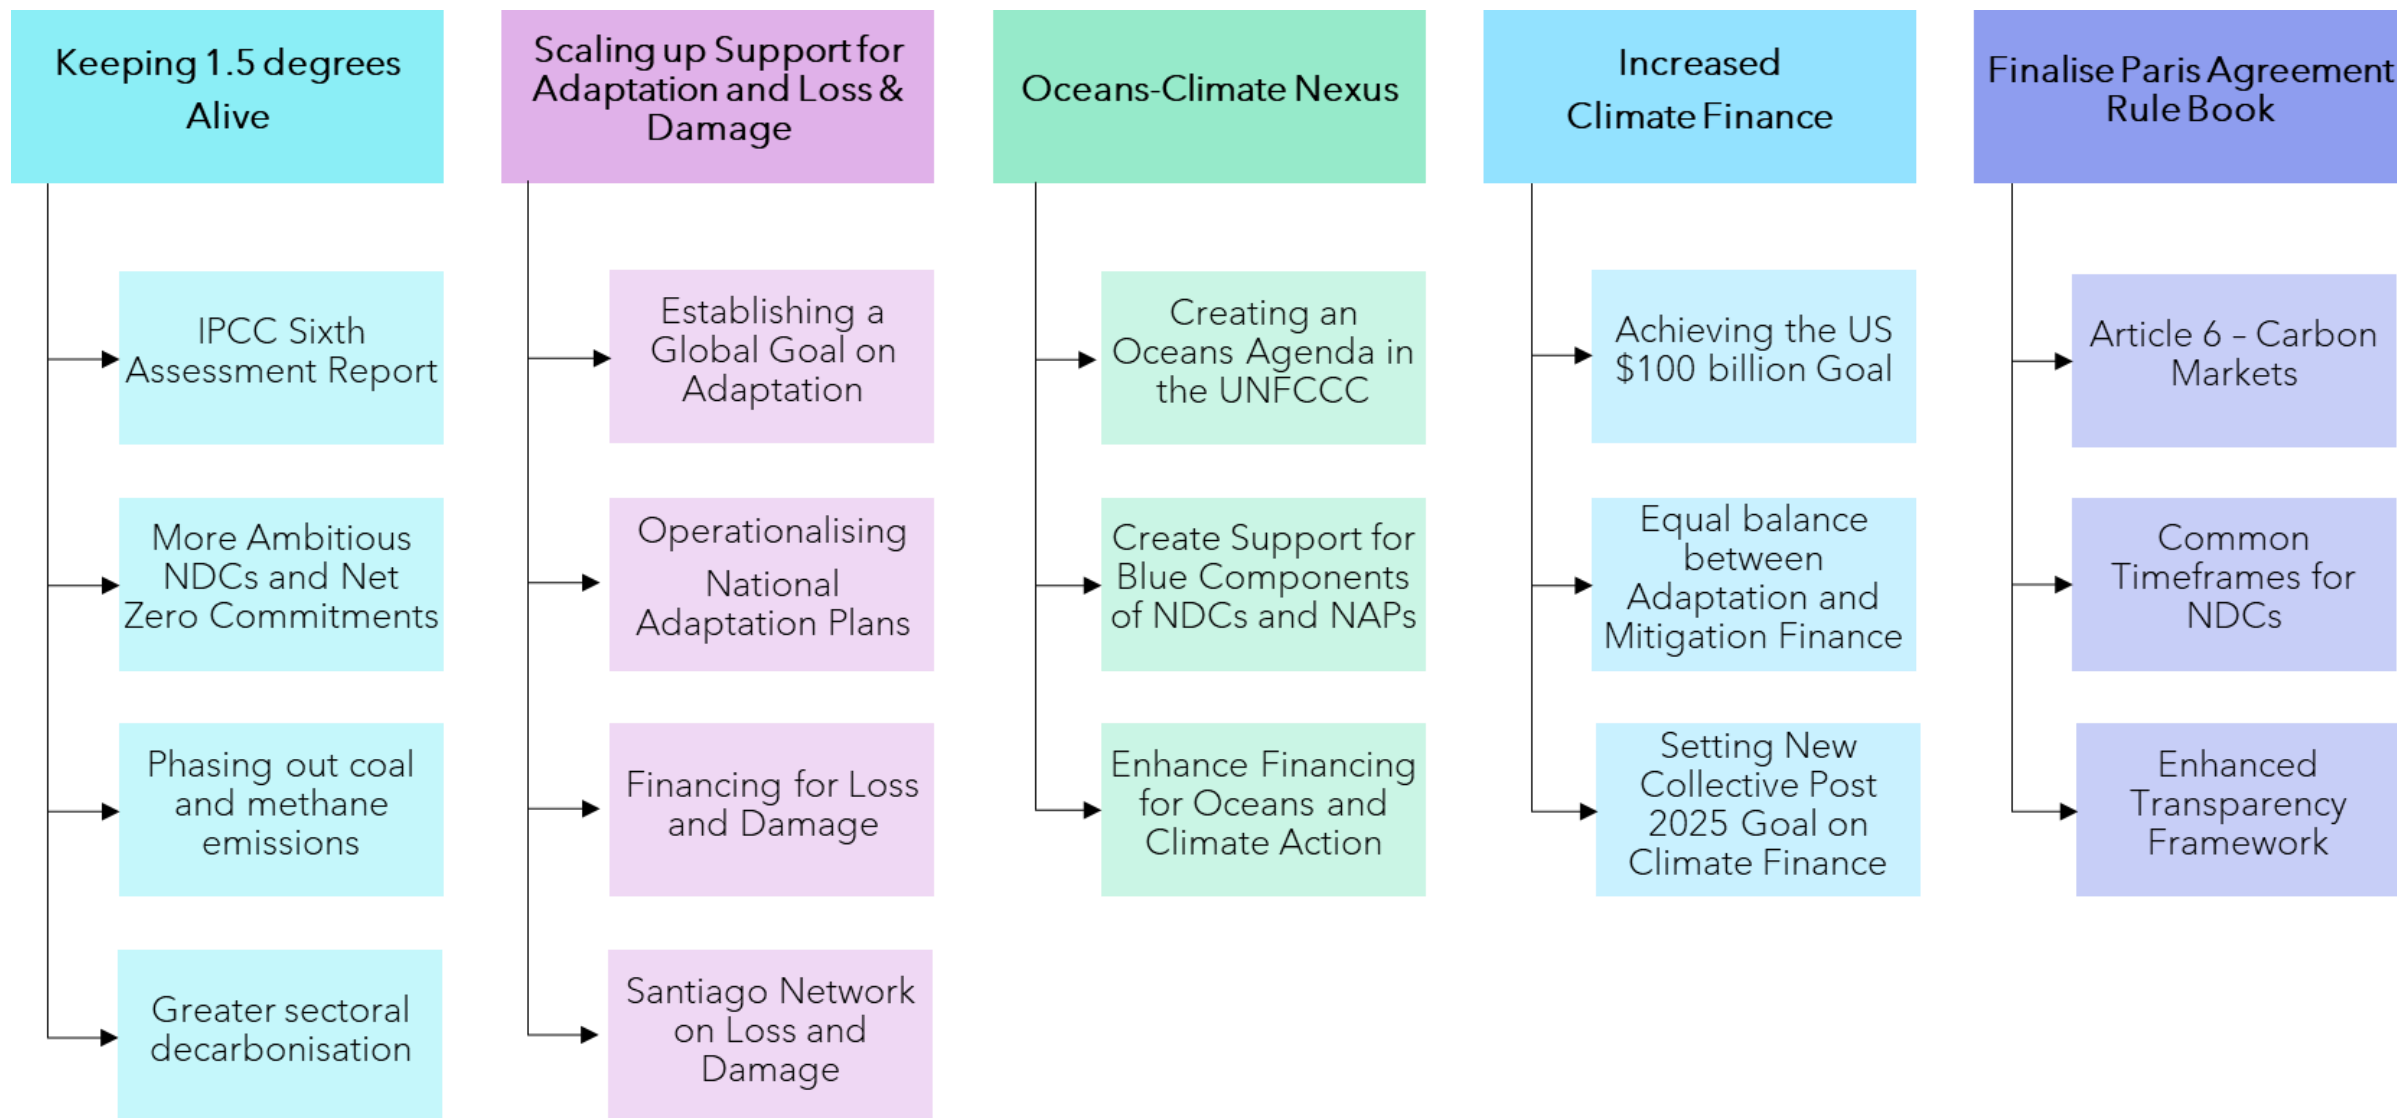 Keeping 1.5 degrees
Alive
IPCC Sixth
Assessment Report
More Ambitious
NDCs and Net
Zero Commitments
Phasing out coal
and methane
emissions
Greater sectoral
decarbonisation
Scaling up Support for
Adaptation and Loss &
Damage
Establishing a
Global Goal on
Adaptation
Operationalising
National
Adaptation Plans
Financing for Loss
and Damage
Santiago Network
on Loss and
Damage
Oceans-Climate Nexus
Creating an
Oceans Agenda in
the UNFCCC
Create Support for
Blue Components
of NDCs and NAPs
Enhance Financing
for Oceans and
Climate Action
Increased
Climate Finance
Achieving the US
$100 billion Goal
Equal balance
between
Adaptation and
Mitigation Finance
Setting New
Collective Post
2025 Goal on
Climate Finance
Finalise Paris Agreement
Rule Book
Article 6 – Carbon
Markets
Common
Timeframes for
NDCs
Enhanced
Transparency
Framework